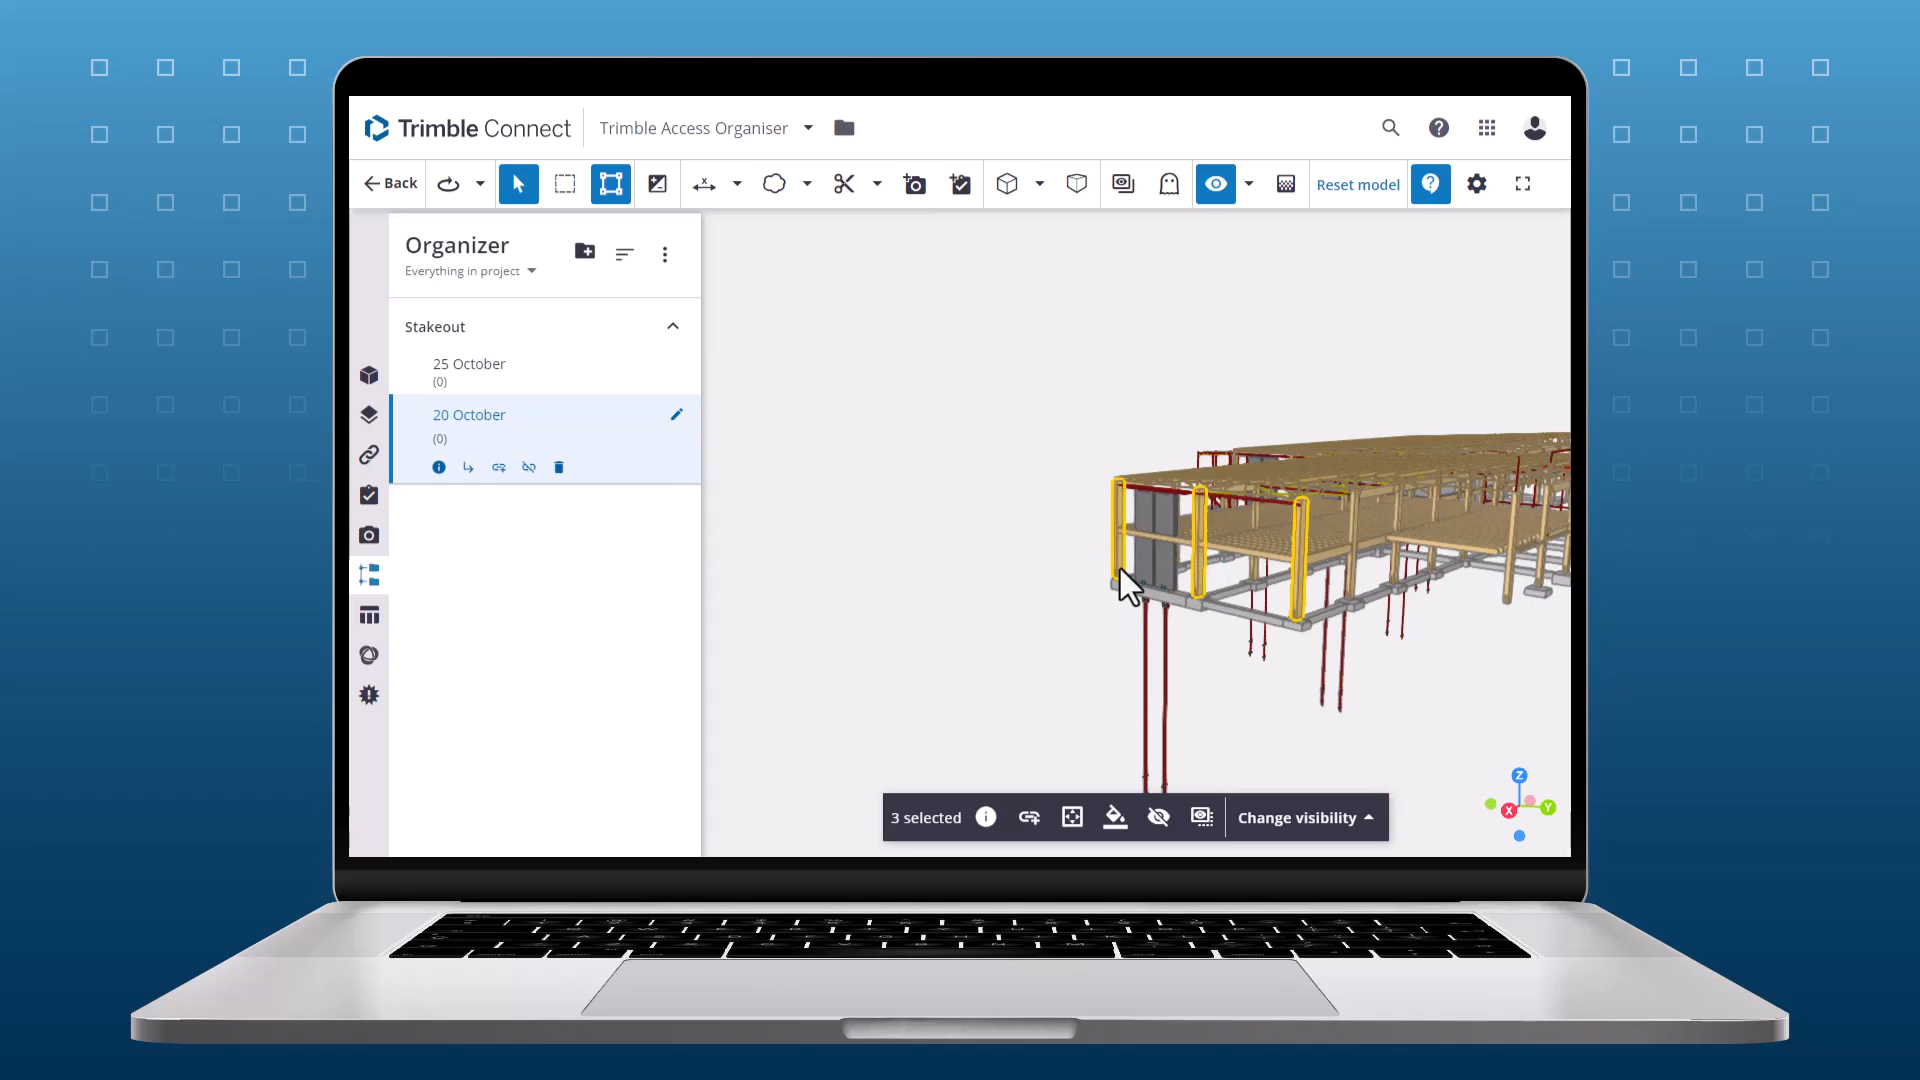 Trimble Connect
Trimble Access Organiser
Back
Reset model
Organizer
Everything in project
Stakeout
25 October
(0)
20 October
(0)
3 selected
Change visibility
Z
X
Y